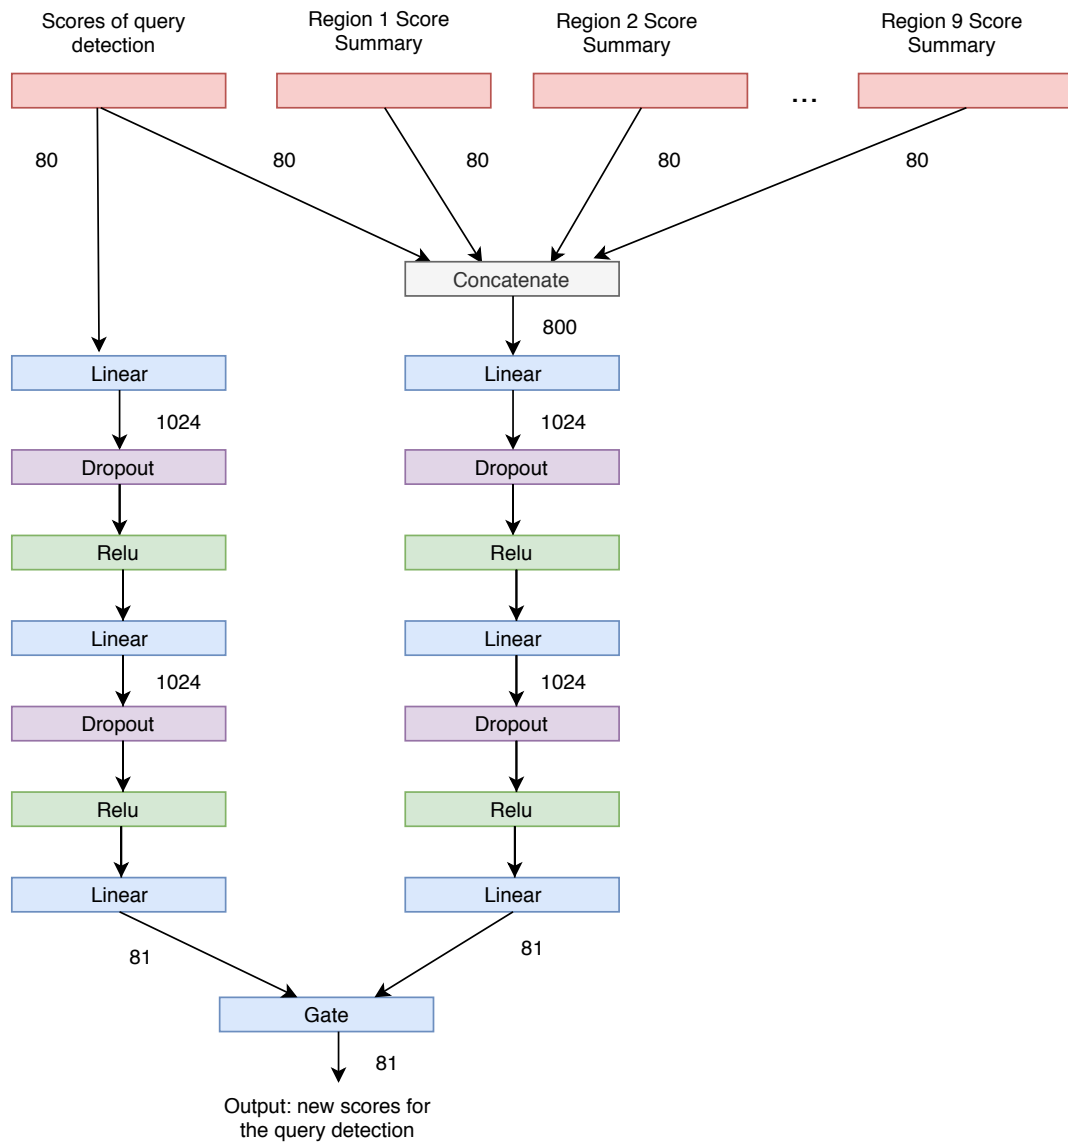 Scores of query
detection
Region 1 Score
Summary
Region 2 Score
Summary
Region 9 Score
Summary
...
80
80
80
80
80
Concatenate
800
Linear
Linear
1024
1024
Dropout
Dropout
Relu
Relu
Linear
Linear
1024
1024
Dropout
Dropout
Relu
Relu
Linear
Linear
81
81
Gate
81
Output: new scores for
the query detection